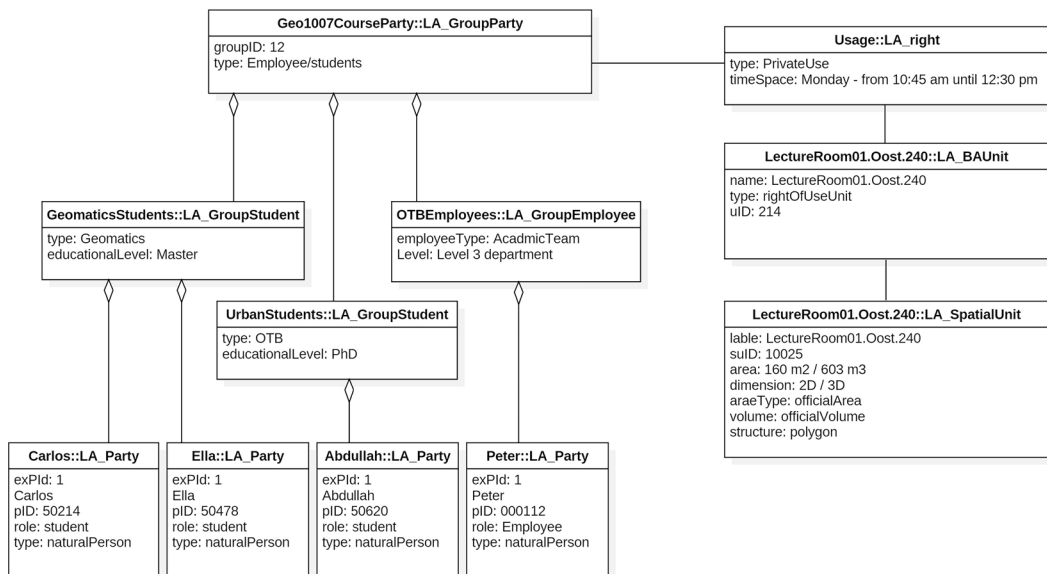 Geo1007CourseParty::LA_GroupParty
groupID: 12
type: Employee/students
Usage::LA_right
type: PrivateUse
timeSpace: Monday - from 10:45 am until 12:30 pm
LectureRoom01.Oost.240::LA_BAUnit
name: LectureRoom01.Oost.240
type: rightOfUseUnit
uID: 214
GeomaticsStudents::LA_GroupStudent
type: Geomatics
educationalLevel: Master
OTBEmployees::LA_GroupEmployee
employeeType: AcadmicTeam
Level: Level 3 department
UrbanStudents::LA_GroupStudent
type: OTB
educationalLevel: PhD
LectureRoom01.Oost.240::LA_SpatialUnit
lable: LectureRoom01.Oost.240
suID: 10025
area: 160 m2 / 603 m3
dimension: 2D / 3D
araeType: officialArea
volume: officialVolume
structure: polygon
Carlos::LA_Party
exPId: 1
Carlos
pID: 50214
role: student
type: naturalPerson
Ella::LA_Party
exPId: 1
Ella
pID: 50478
role: student
type: naturalPerson
Abdullah::LA_Party
exPId: 1
Abdullah
pID: 50620
role: student
type: naturalPerson
Peter::LA_Party
exPId: 1
Peter
pID: 000112
role: Employee
type: naturalPerson